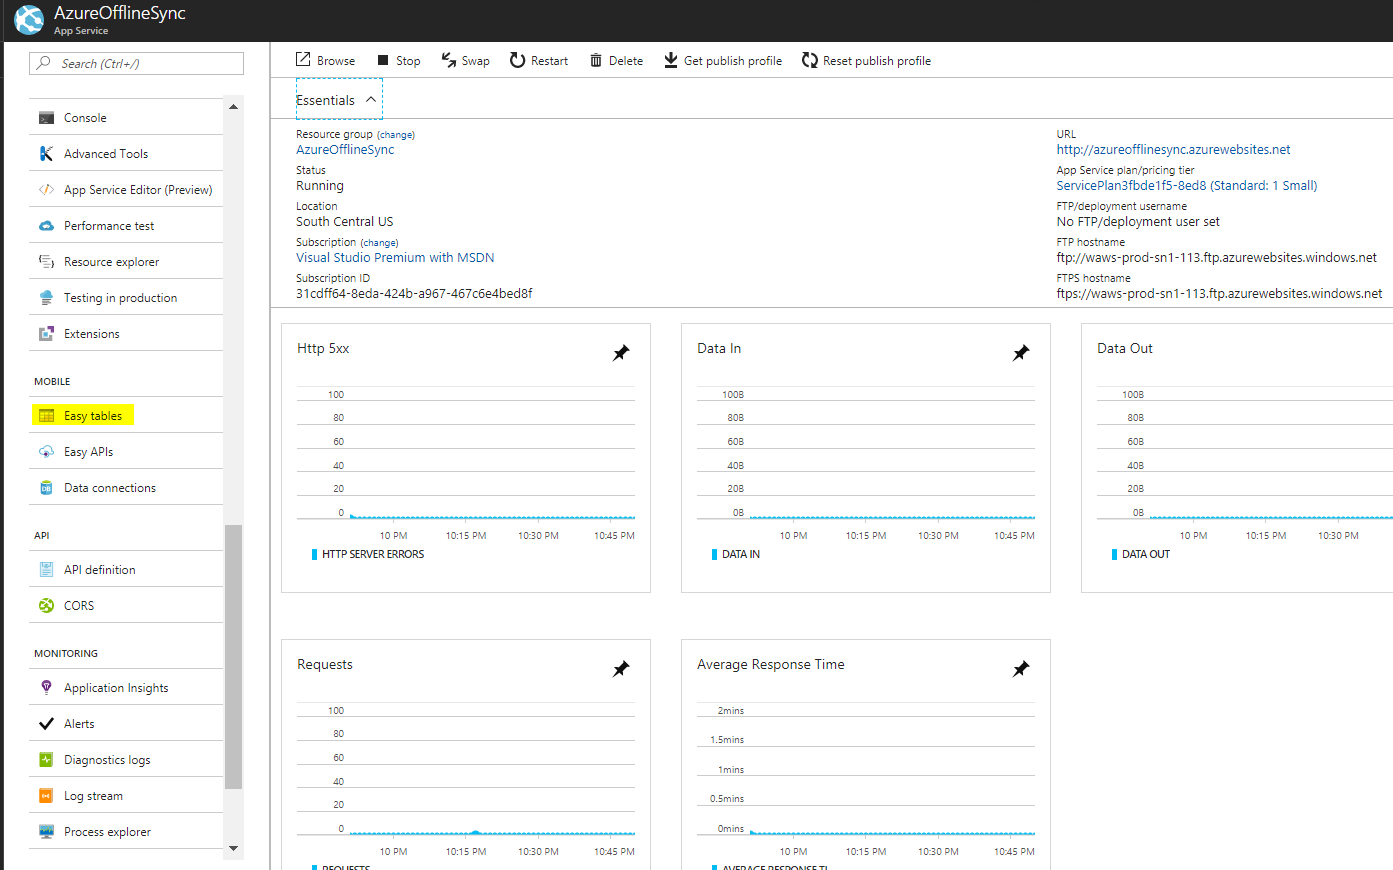 AzureOfflineSync
App Service
Search (Ctrl+/)
Console
Advanced Tools
App Service Editor (Preview)
Performance test
Resource explorer
Testing in production
Extensions
MOBILE
Easy tables
Easy APIs
Data connections
API
API definition
CORS
MONITORING
Application Insights
Alerts
Diagnostics logs
Log stream
Process explorer
Browse Stop Swap Restart Delete Get publish profile Reset publish profile
Essentials
Resource group (change)
AzureOfflineSync
Status
Running
Location
South Central US
Subscription (change)
Visual Studio Premium with MSDN
Subscription ID
31cdff64-8eda-424b-a967-467c6e4bed8f
URL
http://azureofflinesync.azurewebsites.net
App Service plan/pricing tier
ServicePlan3fbde1f5-8ed8 (Standard: 1 Small)
FTP/deployment username
No FTP/deployment user set
FTP hostname
ftp://waws-prod-sn1-113.ftp.azurewebsites.windows.net
FTPS hostname
ftps://waws-prod-sn1-113.ftp.azurewebsites.windows.net
Http 5xx
100
80
60
40
20
0
10 PM 10:15 PM 10:30 PM 10:45 PM
HTTP SERVER ERRORS
Data In
100B
80B
60B
40B
20B
0B
10 PM 10:15 PM 10:30 PM 10:45 PM
DATA IN
Data Out
100B
80B
60B
40B
20B
0B
10 PM 10:15 PM 10:30 PM
DATA OUT
Requests
100
80
60
40
20
0
10 PM 10:15 PM 10:30 PM 10:45 PM
REQUESTS
Average Response Time
2mins
1.5mins
1mins
0.5mins
0mins
10 PM 10:15 PM 10:30 PM 10:45 PM
AVERAGE RESPONSE TI